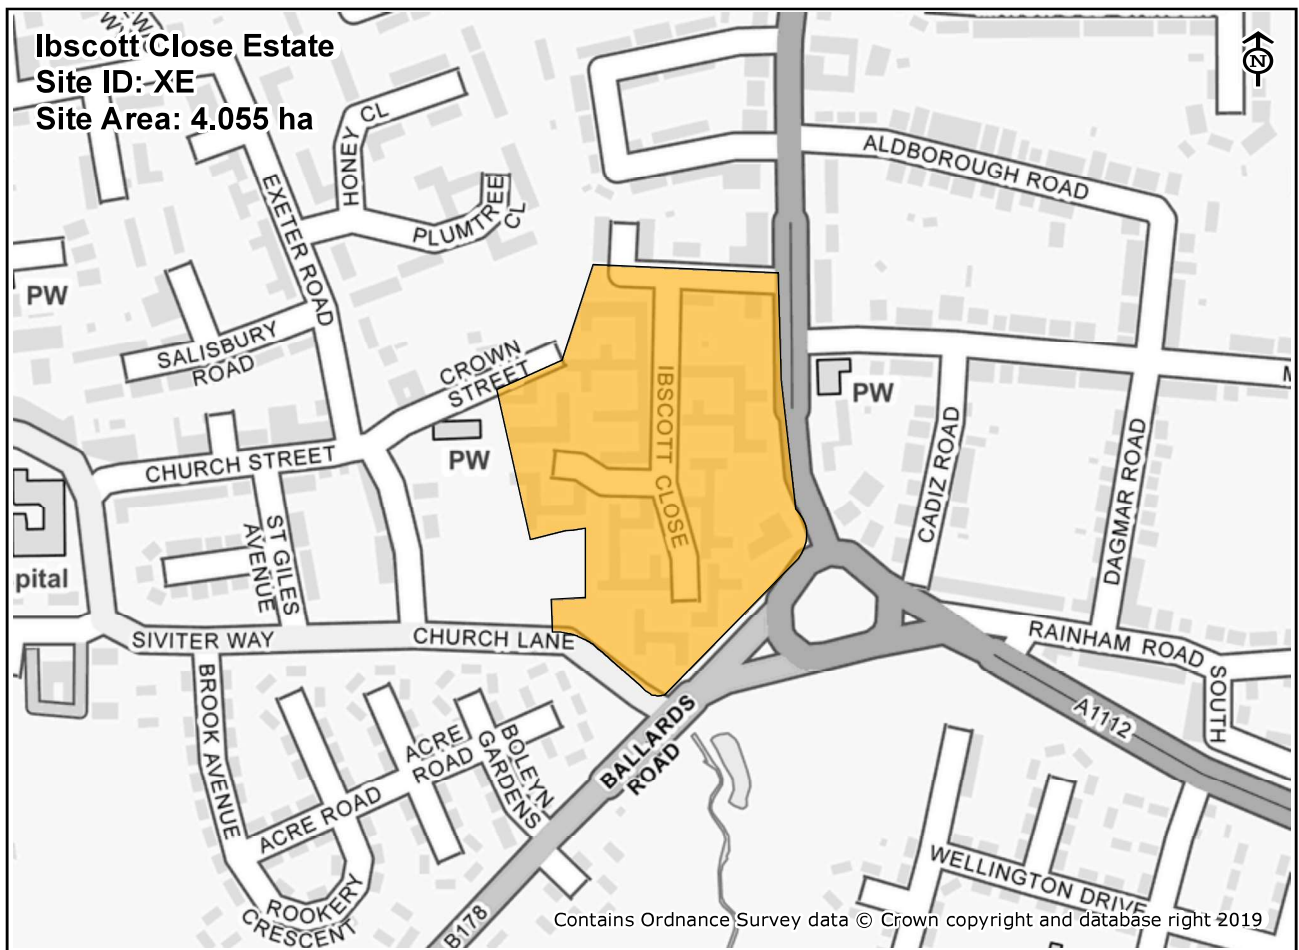 Ibscott Close Estate
Site ID: XE
Site Area: 4.055 ha
N
HONEY CL
PLUMTREE
CL
EXETER ROAD
ALDBOROUGH ROAD
PW
SALISBURY
ROAD
CROWN
STREET
IBSCOTT CLOSE
PW
PW
CHURCH STREET
ST GILES
AVENUE
CADIZ ROAD
DAGMAR ROAD
pital
SIVITER WAY
CHURCH LANE
RAINHAM ROAD
SOUTH
BROOK AVENUE
ACRE
ROAD
BOLEYN
GARDENS
BALLARDS
ROAD
A1112
ACRE ROAD
ROOKERY
CRESCENT
WELLINGTON DRIVE
B178
Contains Ordnance Survey data © Crown copyright and database right 2019